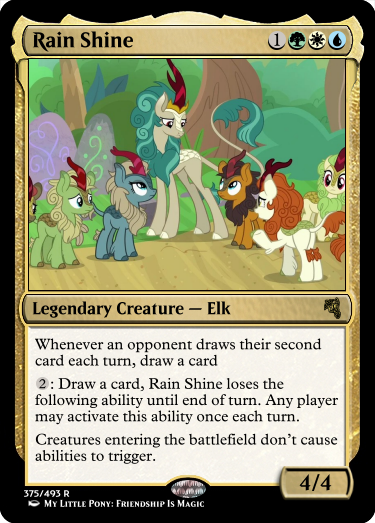 Rain Shine 1
Legendary Creature — Elk
Whenever an opponent draws their second
card each turn, draw a card
2: Draw a card, Rain Shine loses the
following ability until end of turn. Any player
may activate this ability once each turn.
Creatures entering the battlefield don't cause
abilities to trigger.
4/4
375/493 R
My Little Pony: Friendship Is Magic